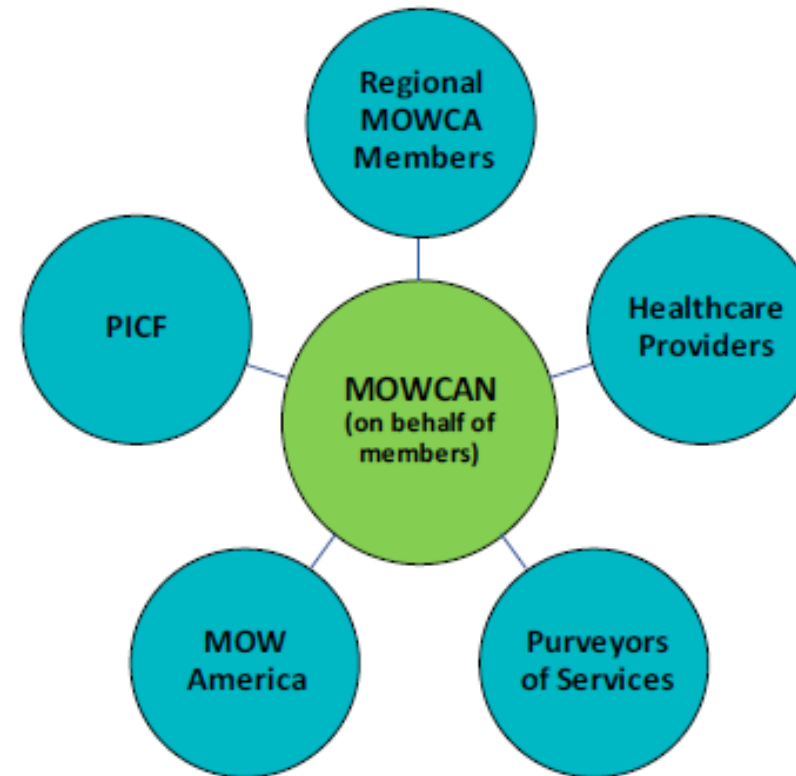 Regional
MOWCA
Members
Healthcare
Providers
PICF
MOWCAN
(on behalf of
members)
MOW
America
Purveyors
of Services